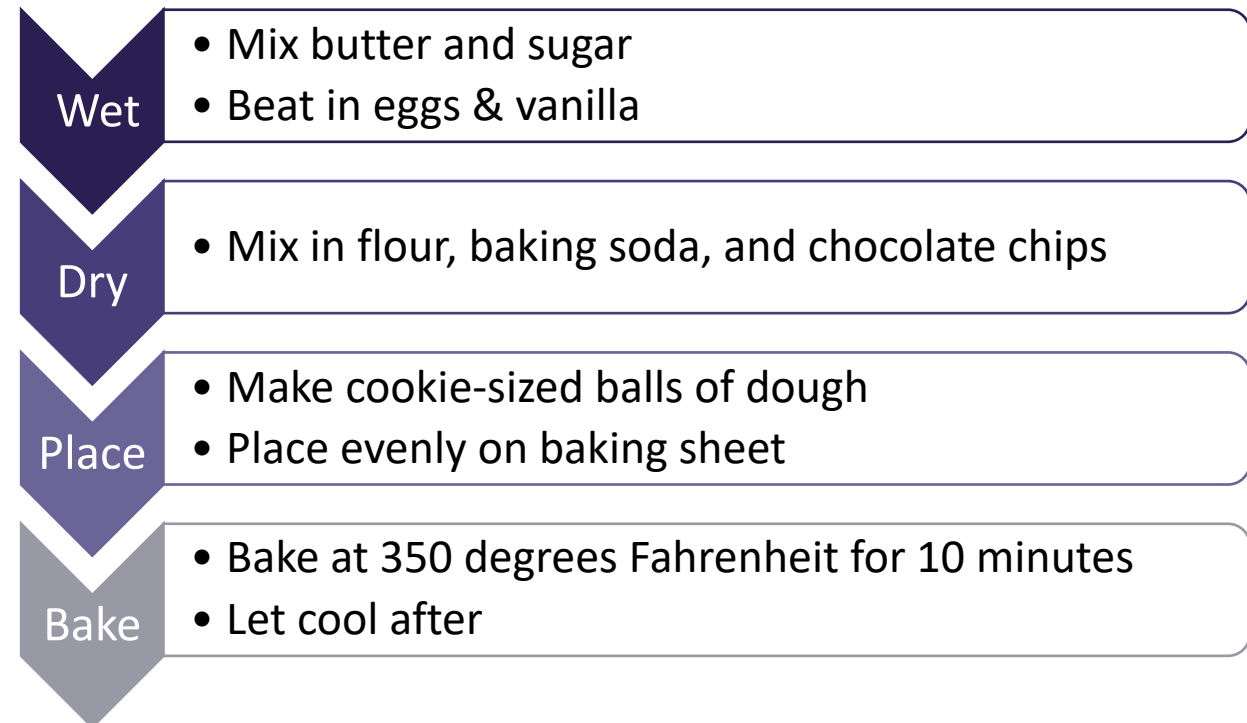 Wet
• Mix butter and sugar
• Beat in eggs & vanilla
Dry
• Mix in flour, baking soda, and chocolate chips
Place
• Make cookie-sized balls of dough
• Place evenly on baking sheet
Bake
• Bake at 350 degrees Fahrenheit for 10 minutes
• Let cool after